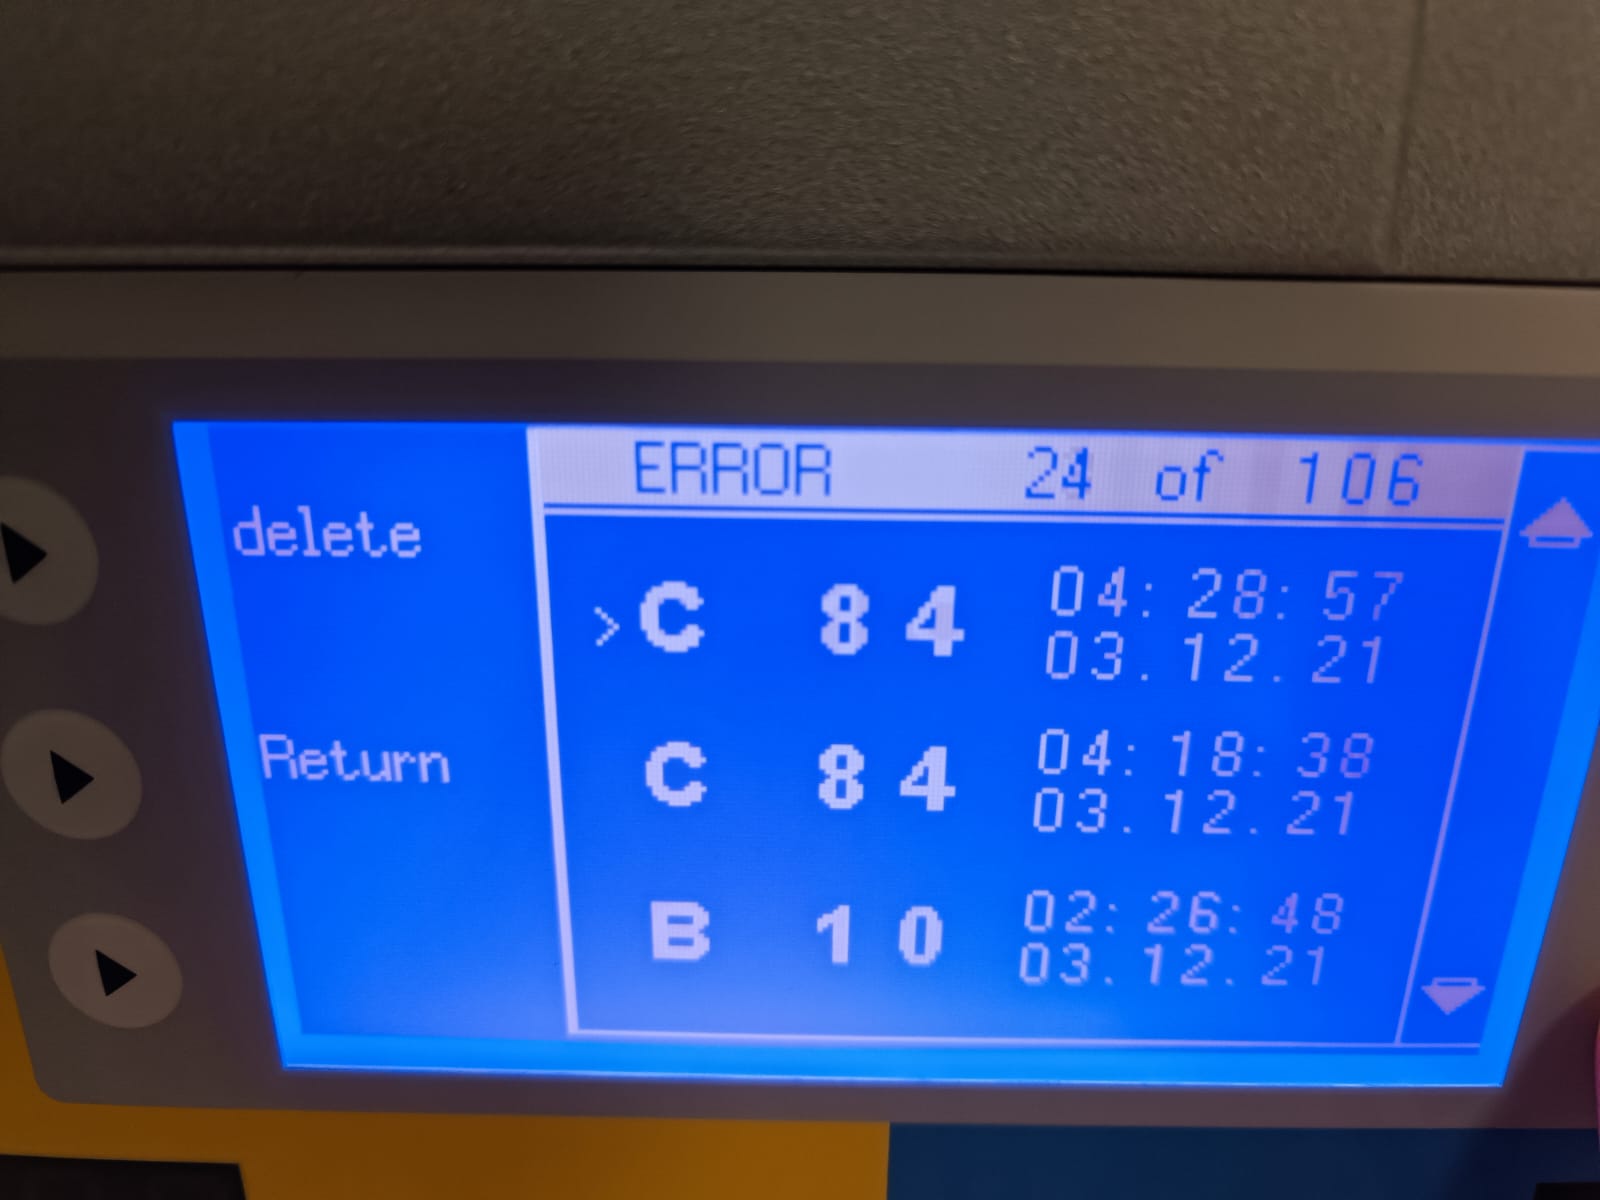 ERROR 24 of 106
delete
>C 84 04:28:57
03.12.21
Return
C 84 04:18:38
03.12.21
B 10 02:26:48
03.12.21